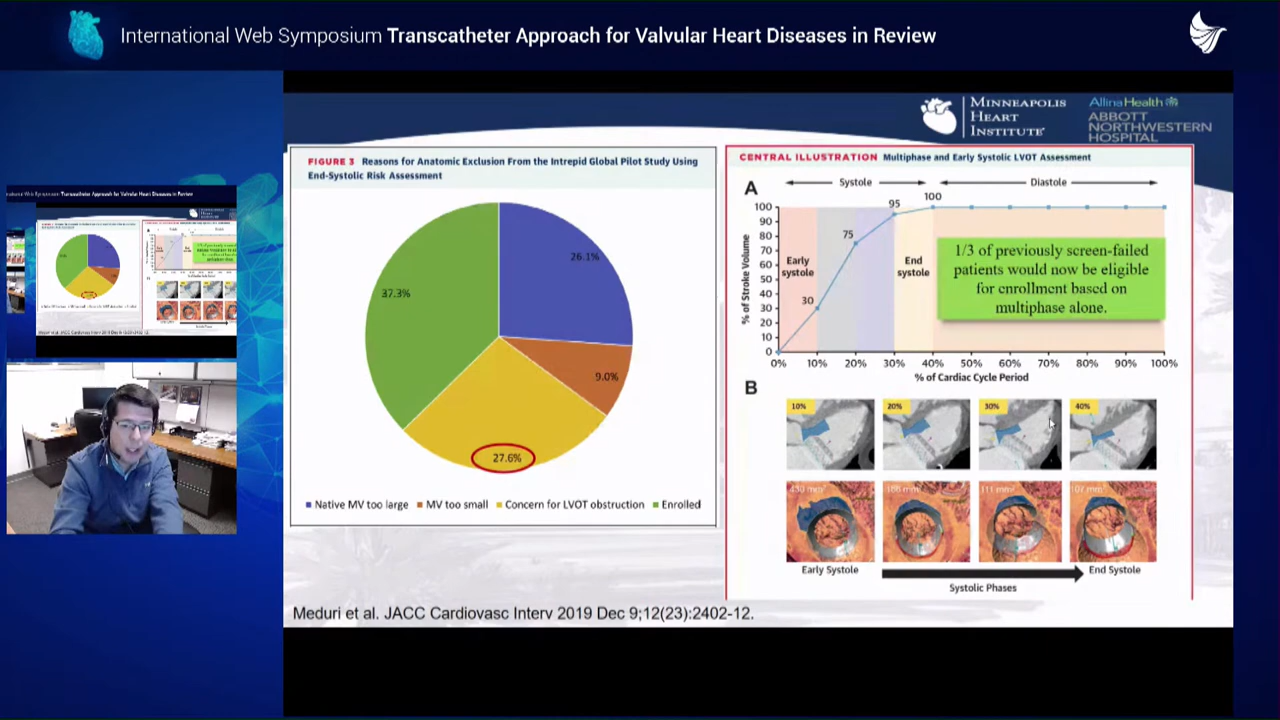 International Web Symposium Transcatheter Approach for Valvular Heart Diseases in Review
MINNEAPOLIS
HEART
INSTITUTE
AllinaHealth
ABBOTT
NORTHWESTERN
HOSPITAL
FIGURE 3 Reasons for Anatomic Exclusion From the Intrepid Global Pilot Study Using
End-Systolic Risk Assessment
26.1%
37.3%
9.0%
27.6%
Native MV too large MV too small Concern for LVOT obstruction Enrolled
CENTRAL ILLUSTRATION Multiphase and Early Systolic LVOT Assessment
A
Systole Diastole
% of Stroke Volume
100
90
80
70
60
50
40
30
20
10
0
30
75
95
100
Early
systole
End
systole
1/3 of previously screen-failed
patients would now be eligible
for enrollment based on
multiphase alone.
0% 10% 20% 30% 40% 50% 60% 70% 80% 90% 100%
% of Cardiac Cycle Period
B
10% 20% 30% 40%
111 mm² 107 mm²
Early Systole End Systole
Systolic Phases
Meduri et al. JACC Cardiovasc Interv 2019 Dec 9;12(23):2402-12.